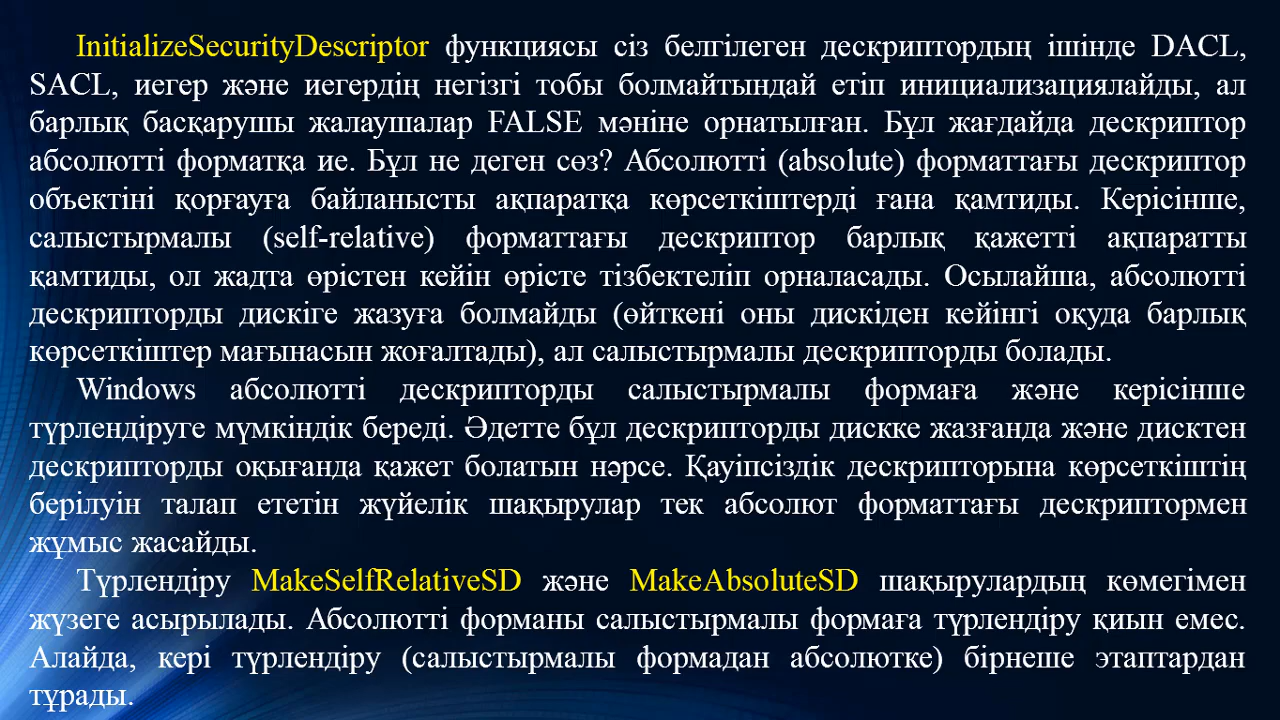 InitializeSecurityDescriptor функциясы сіз белгілеген дескриптордың ішінде DACL,
SACL, иегер және иегердің негізгі тобы болмайтындай етіп инициализациялайды, ал
барлық басқарушы жалаушалар FALSE мәніне орнатылған. Бұл жағдайда дескриптор
абсолютті форматқа ие. Бұл не деген сөз? Абсолютті (absolute) форматтағы дескриптор
объектіні қорғауға байланысты ақпаратқа көрсеткіштерді ғана қамтиды. Керісінше,
салыстырмалы (self-relative) форматтағы дескриптор барлық қажетті ақпаратты
қамтиды, ол жадта өрістен кейін өрісте тізбектеліп орналасады. Осылайша, абсолютті
дескрипторды дискіге жазуға болмайды (өйткені оны дискіден кейінгі оқуда барлық
көрсеткіштер мағынасын жоғалтады), ал салыстырмалы дескрипторды болады.
Windows абсолютті дескрипторды салыстырмалы формаға және керісінше
түрлендіруге мүмкіндік береді. Әдетте бұл дескрипторды дискке жазғанда және дисктен
дескрипторды оқығанда қажет болатын нәрсе. Қауіпсіздік дескрипторына көрсеткіштің
берілуін талап ететін жүйелік шақырулар тек абсолют форматтағы дескриптормен
жұмыс жасайды.
Түрлендіру MakeSelfRelativeSD және MakeAbsoluteSD шақырулардың көмегімен
жүзеге асырылады. Абсолютті форманы салыстырмалы формаға түрлендіру қиын емес.
Алайда, кері түрлендіру (салыстырмалы формадан абсолютке) бірнеше этаптардан
тұрады.